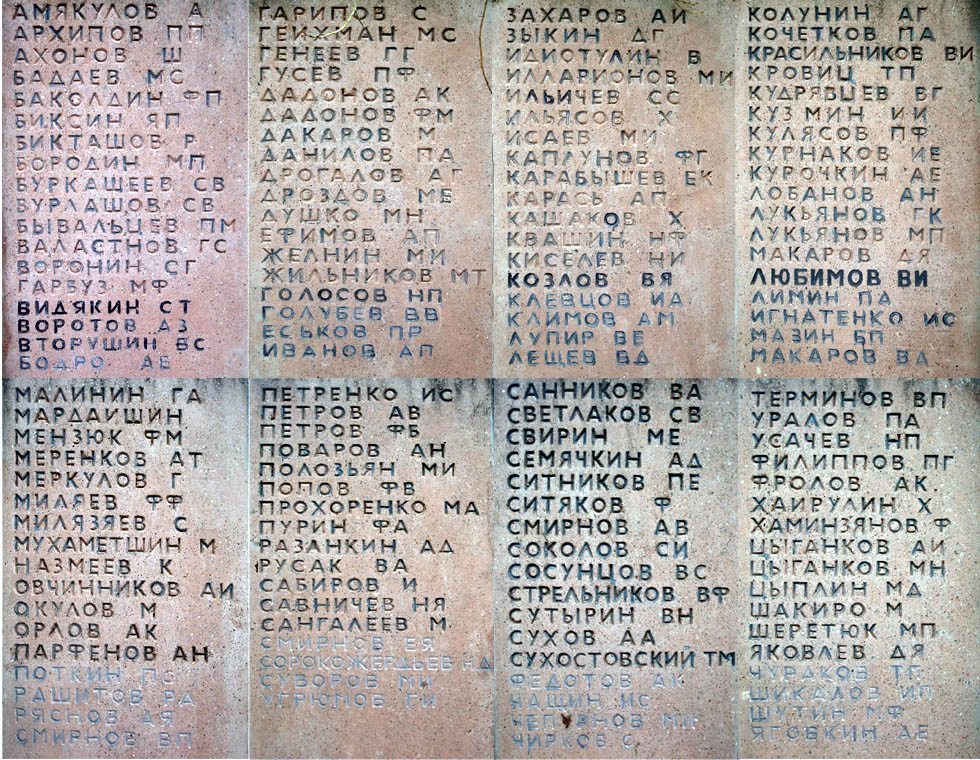 АМЯКУЛОВ А
АРХИПОВ ПП
АХОНОВ Ш
БАДАЕВ МС
БАКОЛДИН ФП
БИКСИН ЯП
БИКТАШОВ Р
БОРОДИН МП
БУРКАШЕЕВ СВ
БУРЛАШОВ СВ
БЫВАЛЬЦЕВ ПМ
ВАЛАСТНОВ ГС
ВОРОНИН СГ
ГАРБУЗ МФ
ВИДЯКИН СТ
ВОРОТОВ АЗ
ВТОРУШИН ВС
БОДРО АЕ
ГАРИПОВ С
ГЕЙХМАН МС
ГЕНЕЕВ ГГ
ГУСЕВ ПФ
ДАДОНОВ АК
ДАДОНОВ ФМ
ДАКАРОВ М
ДАНИЛОВ ПА
ДРОГАЛОВ АГ
ДРОЗДОВ МЕ
ДУШКО МН
ЕФИМОВ АП
ЖЕЛНИН МИ
ЖИЛЬНИКОВ МТ
ГОЛОСОВ НП
ГОЛУБЕВ ВВ
ЕСЬКОВ ПР
ИВАНОВ АП
ЗАХАРОВ АИ
ЗЫКИН ДГ
ИДИОТУЛИН В
ИЛЛАРИОНОВ МИ
ИЛЬИЧЕВ СС
ИЛЬЯСОВ Х
ИСАЕВ МИ
КАПЛУНОВ ФГ
КАРАБЫШЕВ ЕК
КАРАСЬ АП
КАШАКОВ Х
КВАШИН НФ
КИСЕЛЕВ НИ
КОЗЛОВ ВЯ
КЛЕВЦОВ ИА
КЛИМОВ АМ
ЛУПИР ВЕ
ЛЕЩЕВ ВД
КОЛУНИН АГ
КОЧЕТКОВ ПА
КРАСИЛЬНИКОВ ВИ
КРОВИЦ ТП
КУДРЯВЦЕВ ВГ
КУЗМИН ИИ
КУЛЯСОВ ПФ
КУРНАКОВ ИЕ
КУРОЧКИН АЕ
ЛОБАНОВ АН
ЛУКЬЯНОВ ГК
ЛУКЬЯНОВ МП
МАКАРОВ ДЯ
ЛЮБИМОВ ВИ
ЛИМИН ПА
ИГНАТЕНКО ИС
МАЗИН БП
МАКАРОВ ВА
МАЛИНИН ГА
МАРДАИШИН
МЕНЗЮК ФМ
МЕРЕНКОВ АТ
МЕРКУЛОВ Г
МИЛЯЕВ ФФ
МИЛЯЗЯЕВ С
МУХАМЕТШИН М
НАЗМЕЕВ К
ОВЧИННИКОВ АИ
ОКУЛОВ М
ОРЛОВ АК
ПАРФЕНОВ АН
ПОТКИН ПС
РАШИТОВ РА
РЯСНОВ АЯ
СМИРНОВ ВП
ПЕТРЕНКО ИС
ПЕТРОВ АВ
ПЕТРОВ ФБ
ПОВАРОВ АН
ПОЛОЗЬЯН МИ
ПОПОВ ФВ
ПРОХОРЕНКО МА
ПУРИН ФА
РАЗАНКИН АД
РУСАК ВА
САБИРОВ И
САВНИЧЕВ НЯ
САНГАЛЕЕВ М
СМИРНОВ ЕЯ
СОРОКОЖЕРДЬЕВ НД
СУВОРОВ МИ
УГРЮМОВ ГИ
САННИКОВ ВА
СВЕТЛАКОВ СВ
СВИРИН МЕ
СЕМЯЧКИН АД
СИТНИКОВ ПЕ
СИТЯКОВ Ф
СМИРНОВ АВ
СОКОЛОВ СИ
СОСУНЦОВ ВС
СТРЕЛЬНИКОВ ВФ
СУТЫРИН ВН
СУХОВ АА
СУХОСТОВСКИЙ ТМ
ФЕДОТОВ АК
ЧАЩИН ИС
ЧИРКОВ С
ТЕРМИНОВ ВП
УРАЛОВ ПА
УСАЧЕВ НП
ФИЛИППОВ ПГ
ФРОЛОВ АК
ХАИРУЛИН Х
ХАМИНЗЯНОВ Ф
ЦЫГАНКОВ АИ
ЦЫГАНКОВ МН
ЦЫПЛИН МД
ШАКИРО М
ШЕРЕТЮК МП
ЯКОВЛЕВ ДЯ
ЧУРАКОВ ТГ
ШИКАЛОВ ИП
ШУТИН МФ
ЯГОВКИН АЕ